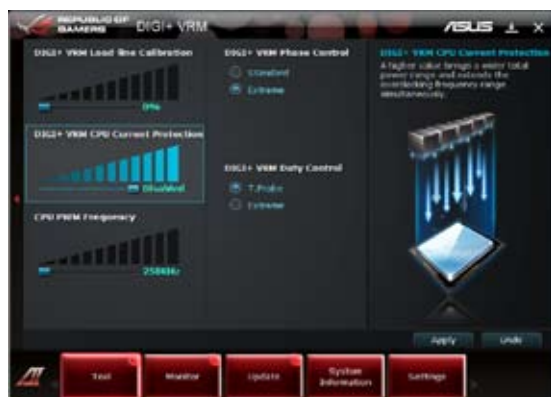 REPUBLIC OF
GAMERS
DIGI+ VRM
ASUS
DIGI+ VRM Load line Calibration
0%
DIGI+ VRM CPU Current Protection
Disabled
CPU PWM Frequency
250KHz
DIGI+ VRM Phase Control
Standard
Extreme
DIGI+ VRM Duty Control
T.Probe
Extreme
DIGI+ VRM CPU Current Protection
A higher value brings a wider total
power range and extends the
overclocking frequency range
simultaneously.
Apply
Undo
Tool
Monitor
Update
System
Information
Settings